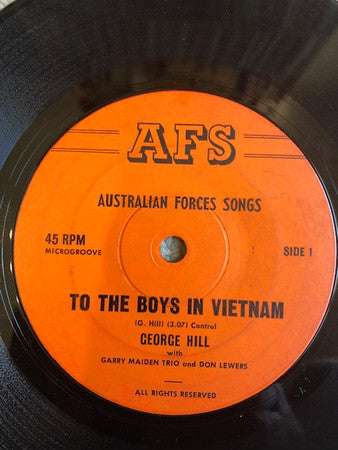 AFS
AUSTRALIAN FORCES SONGS
45 RPM
MICROGROOVE
SIDE 1
TO THE BOYS IN VIETNAM
(G. Hill) (3.07) Control
GEORGE HILL
with
GARRY MAIDEN TRIO and DON LEWERS
ALL RIGHTS RESERVED